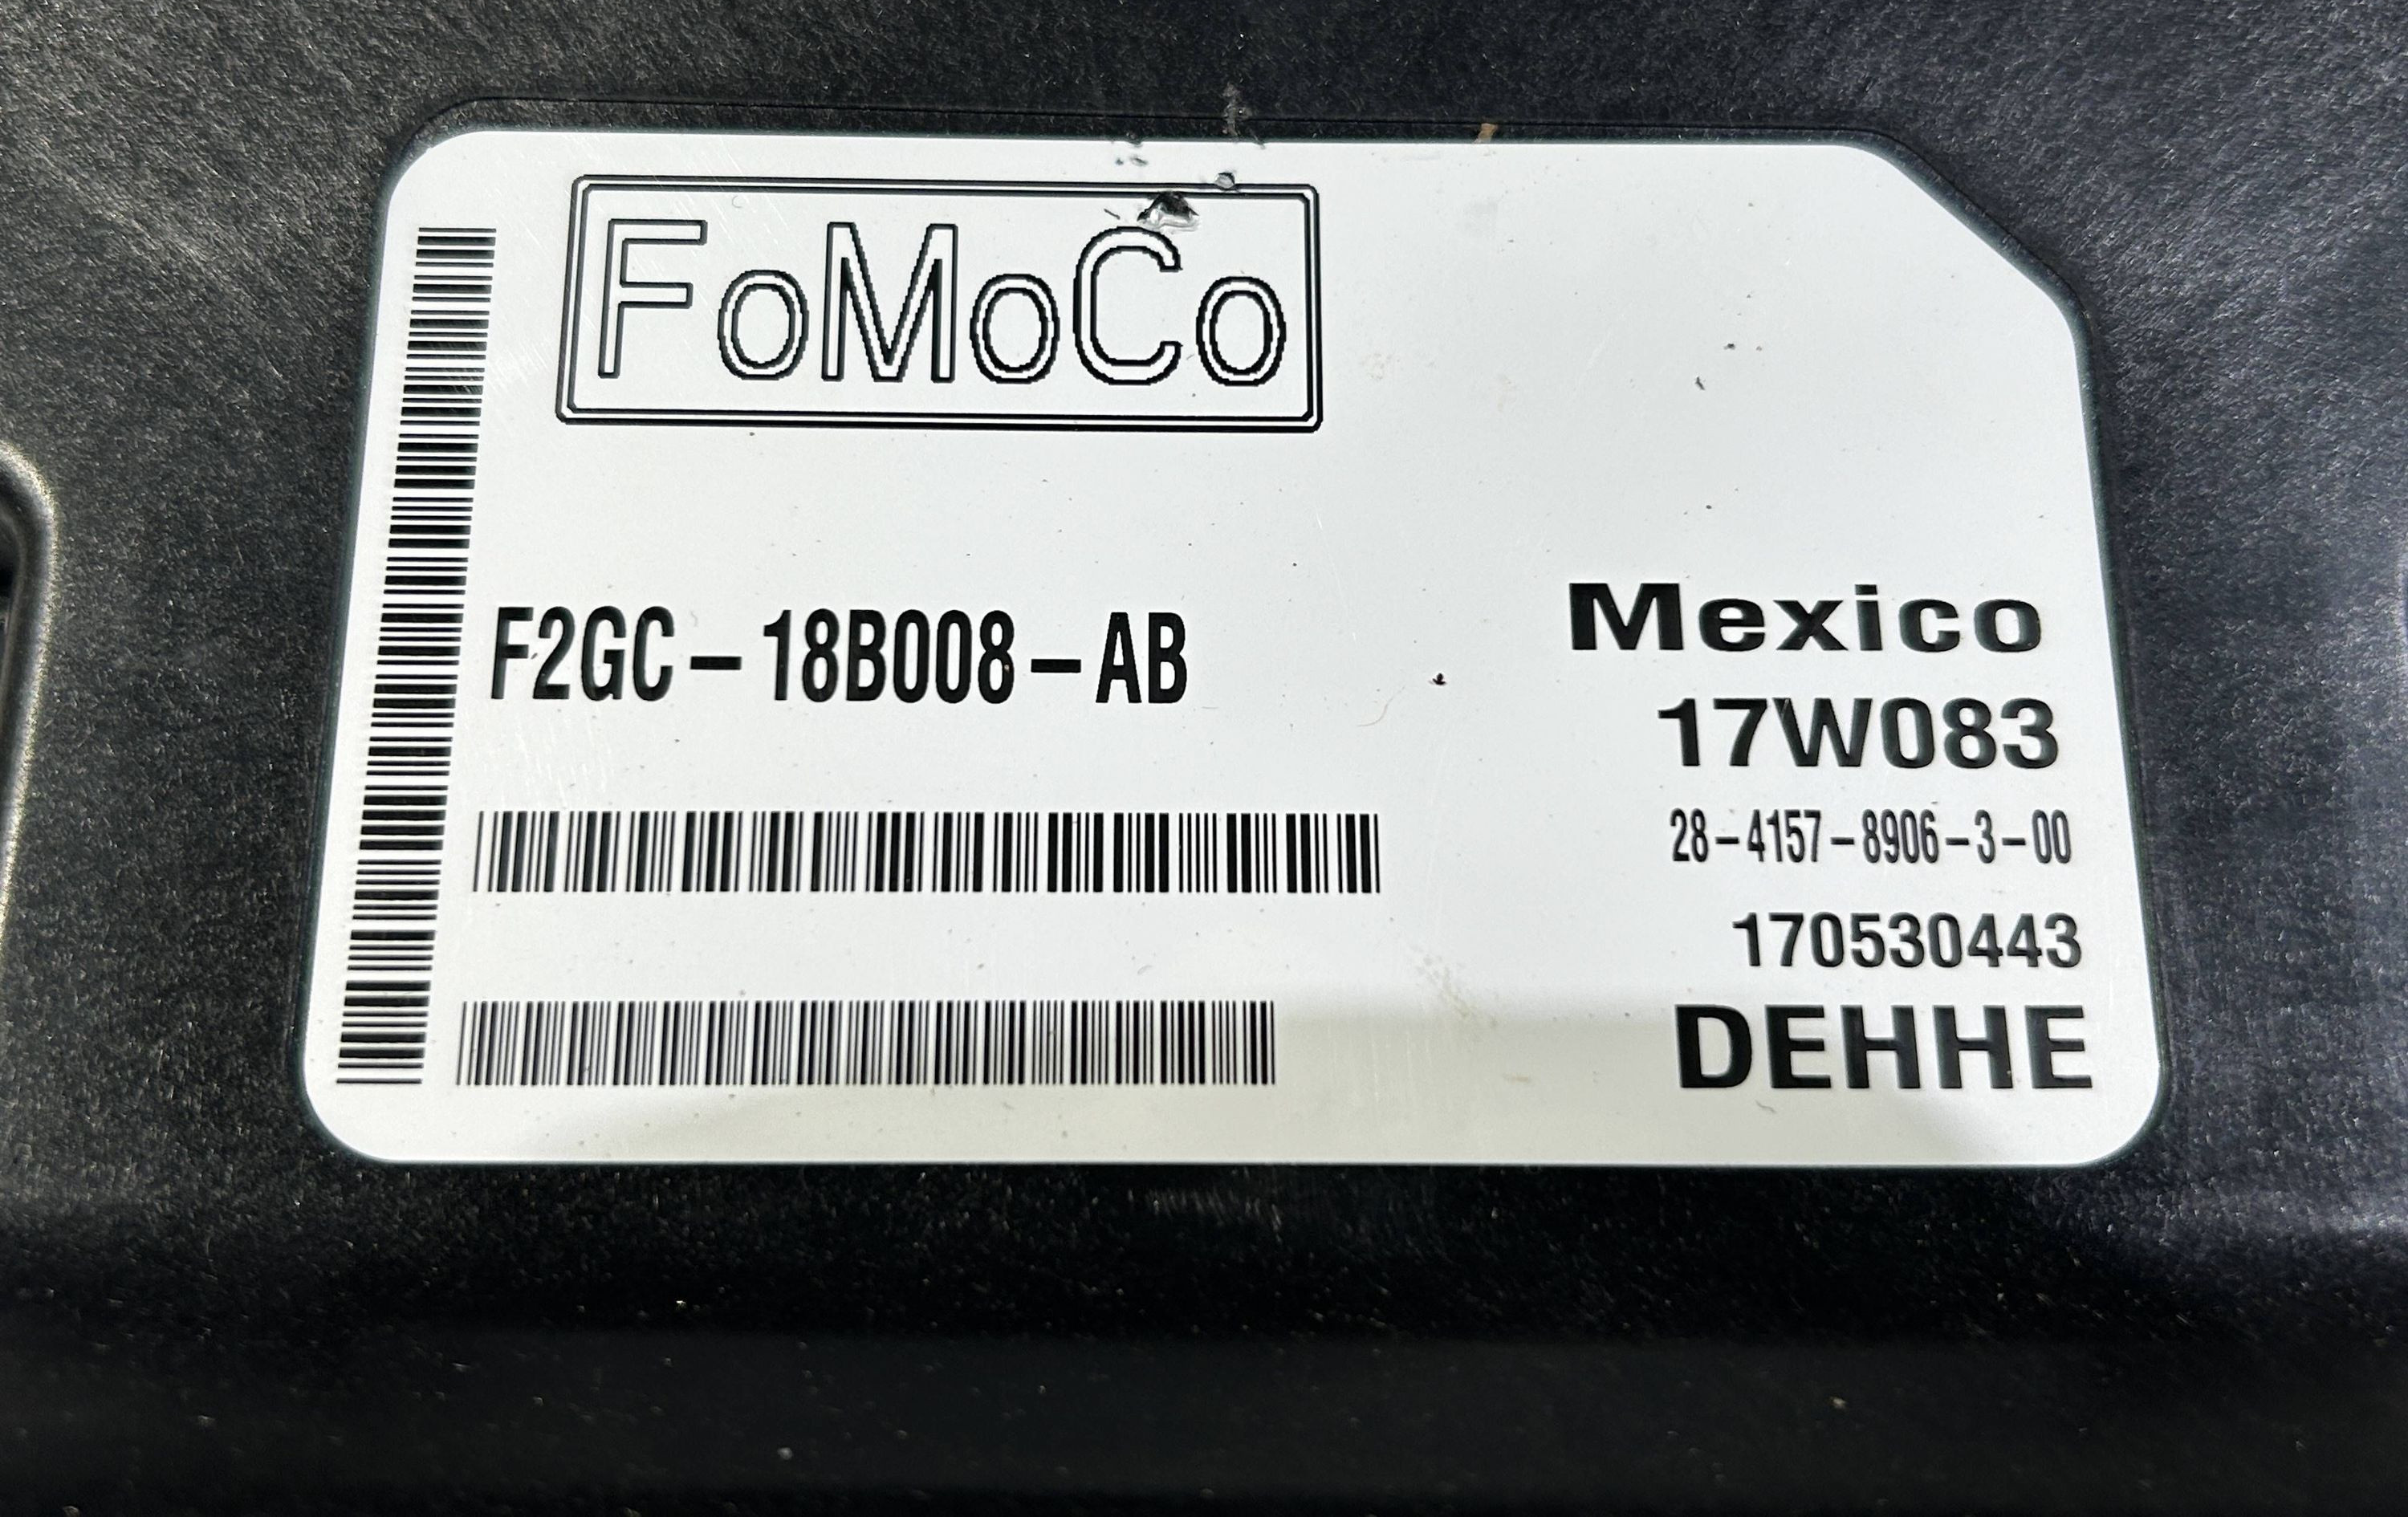 FoMoCo
F2GC-18B008-AB
Mexico
17W083
28-4157-8906-3-00
170530443
DEHHE